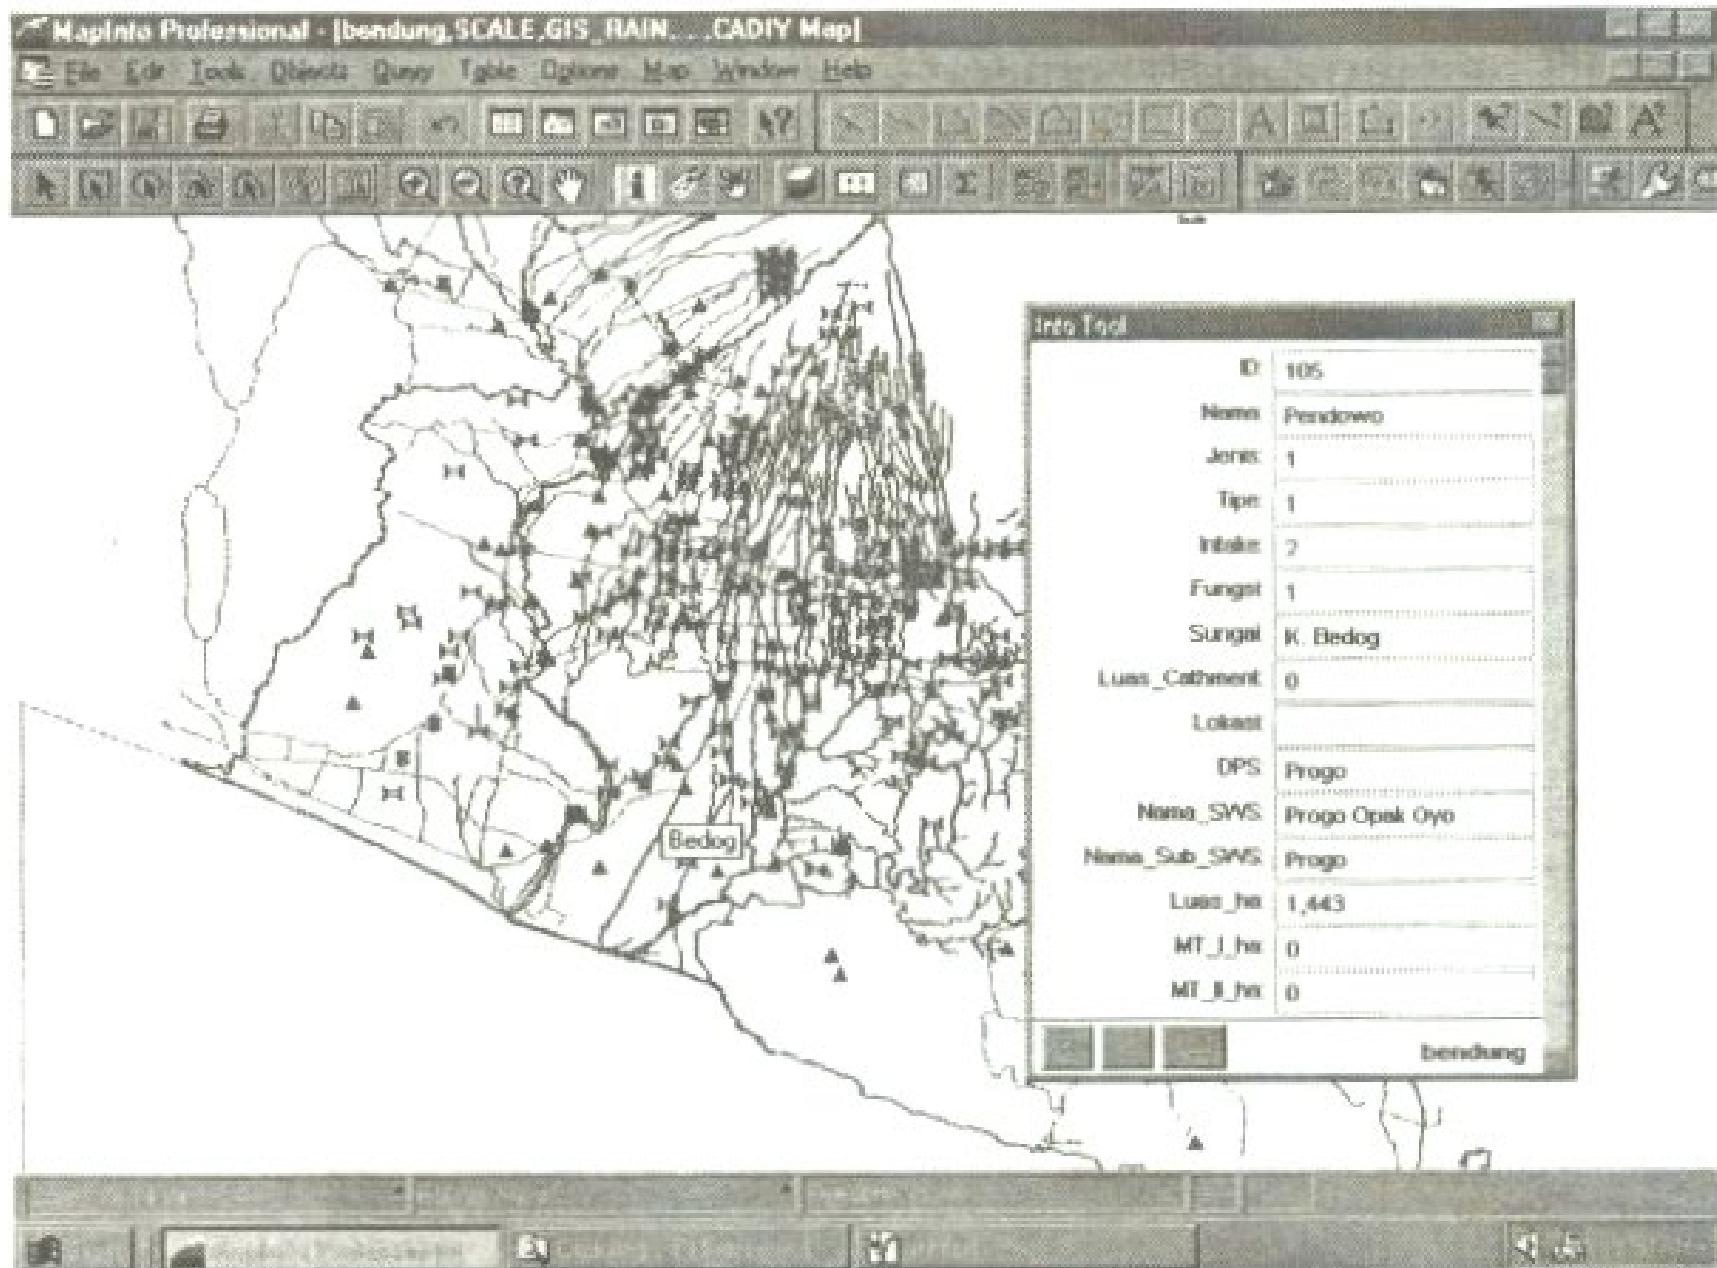 MapInfo Professional - [bendung,SCALE,GIS_RAIN. . .CADIY Map]
File Edit Tools Objects Query Table Options Map Window Help
Scale
Info Tool
ID: 105
Nama: Pendowo
Jenis: 1
Tipe: 1
Intake: 2
Fungsi: 1
Sungai: K. Bedog
Luas_Cathment: 0
Lokasi:
DPS: Progo
Nama_SWS: Progo Opak Oyo
Nama_Sub_SWS: Progo
Luas_ha: 1,443
MT_I_ha: 0
MT_II_ha: 0
bendung
Bedog